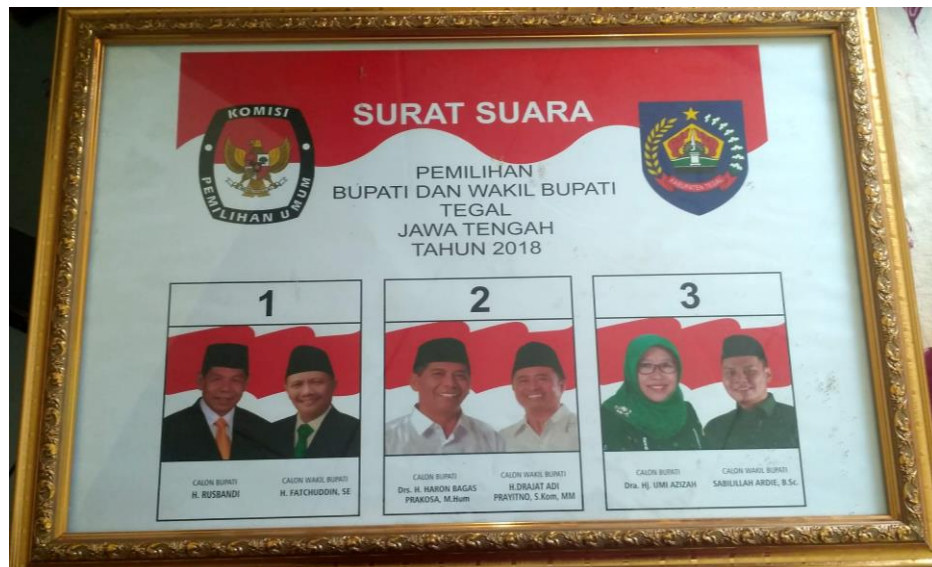 SURAT SUARA
KOMISI
PEMILIHAN UMUM
KABUPATEN TEGAL
PEMILIHAN
BUPATI DAN WAKIL BUPATI
TEGAL
JAWA TENGAH
TAHUN 2018
1
CALON BUPATI
H. RUSBANDI
CALON WAKIL BUPATI
H. FATCHUDDIN, SE
2
CALON BUPATI
Drs. H. HARON BAGAS
PRAKOSA, M.Hum
CALON WAKIL BUPATI
H.DRAJAT ADI
PRAYITNO, S.Kom, MM
3
CALON BUPATI
Dra. Hj. UMI AZIZAH
CALON WAKIL BUPATI
SABILILLAH ARDIE, B.Sc.